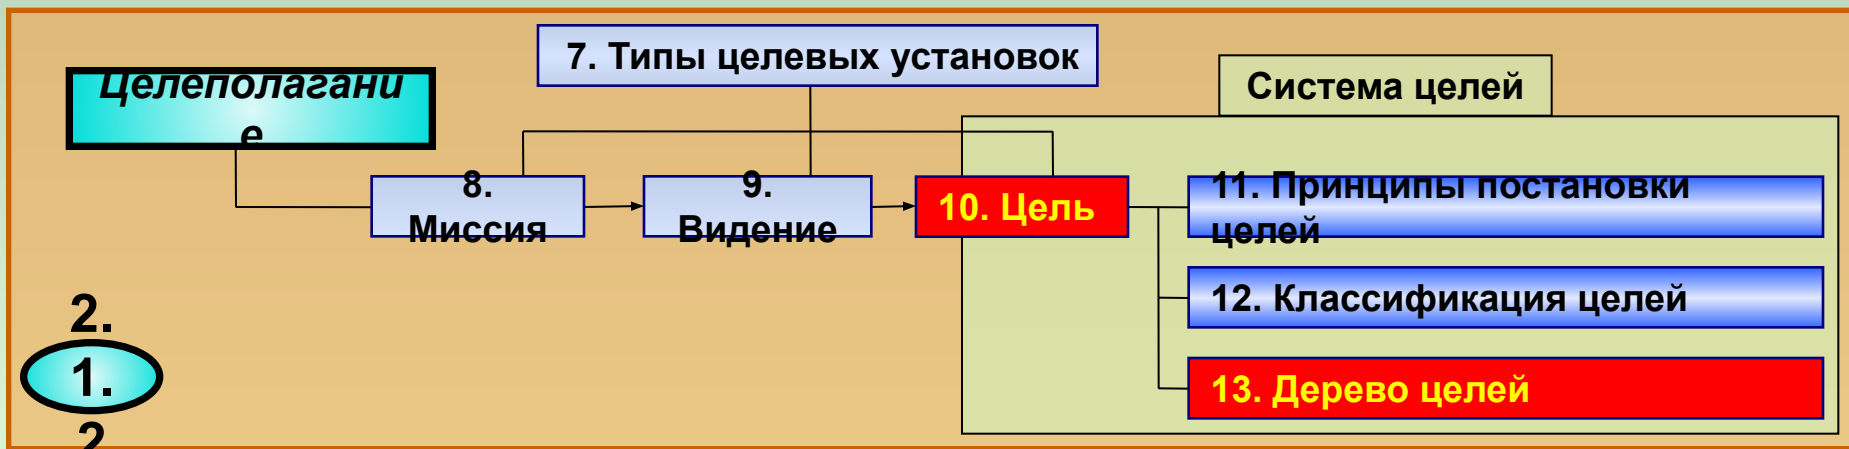 7. Типы целевых установок
Целеполагани
е
Система целей
8.
Миссия
9.
Видение
10. Цель
11. Принципы постановки
целей
12. Классификация целей
13. Дерево целей
2.
1.
2